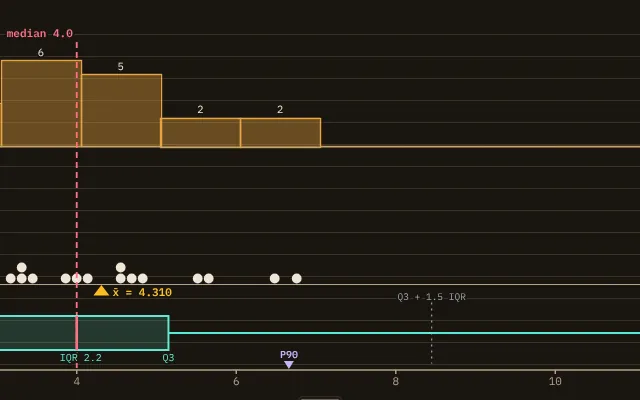 median 4.0
6
5
2
2
x̄ = 4.310
Q3 + 1.5 IQR
IQR 2.2
Q3
P90
4
6
8
10